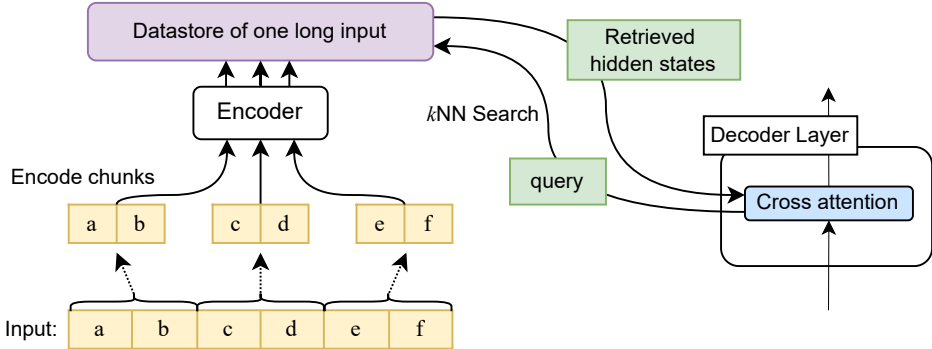 Datastore of one long input
Retrieved
hidden states
Encoder
kNN Search
Decoder Layer
Encode chunks
query
Cross attention
a b c d e f
Input: a b c d e f